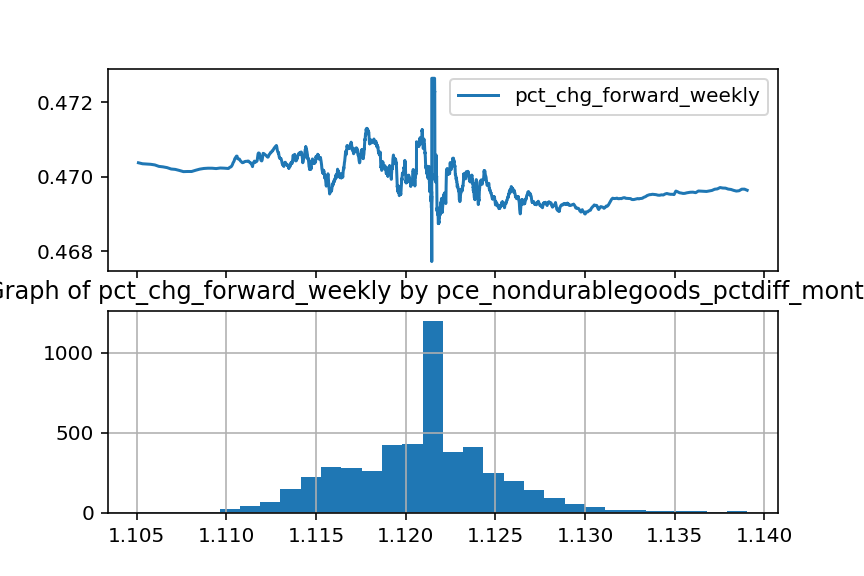 pct_chg_forward_weekly
0.472
0.470
0.468
Graph of pct_chg_forward_weekly by pce_nondurablegoods_pctdiff_mont
1000
500
0
1.105 1.110 1.115 1.120 1.125 1.130 1.135 1.140